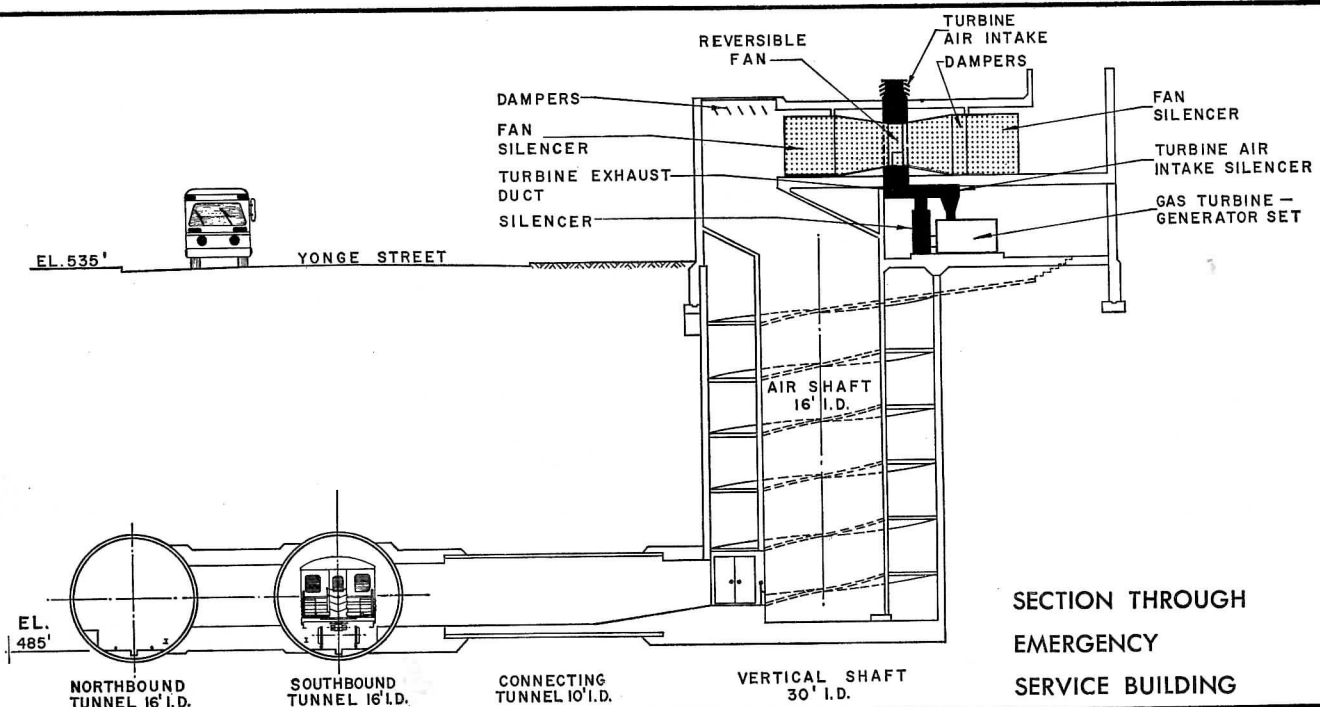 TURBINE
AIR INTAKE
REVERSIBLE
FAN
DAMPERS
DAMPERS
FAN
SILENCER
FAN
SILENCER
TURBINE EXHAUST
DUCT
TURBINE AIR
INTAKE SILENCER
SILENCER
GAS TURBINE —
GENERATOR SET
EL. 535'
YONGE STREET
AIR SHAFT
16' I.D.
EL.
485'
NORTHBOUND
TUNNEL 16' I.D.
SOUTHBOUND
TUNNEL 16' I.D.
CONNECTING
TUNNEL 10' I.D.
VERTICAL SHAFT
30' I.D.
SECTION THROUGH
EMERGENCY
SERVICE BUILDING